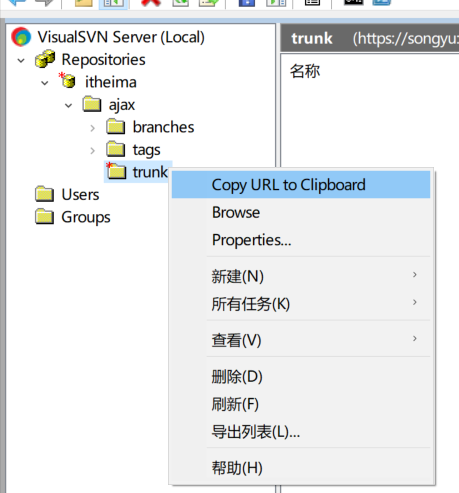 VisualSVN Server (Local)
Repositories
itheima
ajax
branches
tags
trunk
Users
Groups
trunk (https://songyu:
名称
Copy URL to Clipboard
Browse
Properties...
新建(N)
所有任务(K)
查看(V)
删除(D)
刷新(F)
导出列表(L)...
帮助(H)